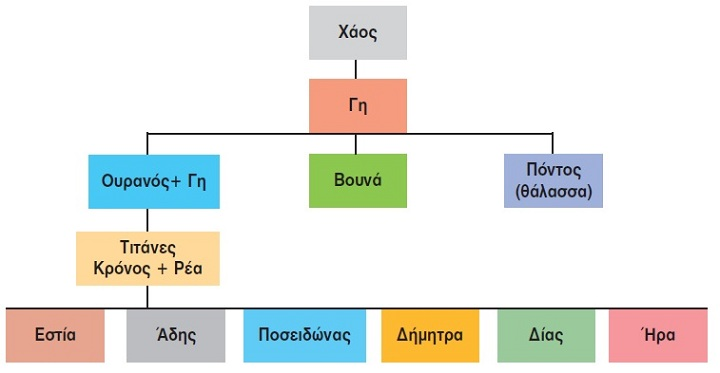 Χάος
Γη
Ουρανός+ Γη
Βουνά
Πόντος
(θάλασσα)
Τιτάνες
Κρόνος + Ρέα
Εστία
Άδης
Ποσειδώνας
Δήμητρα
Δίας
Ήρα